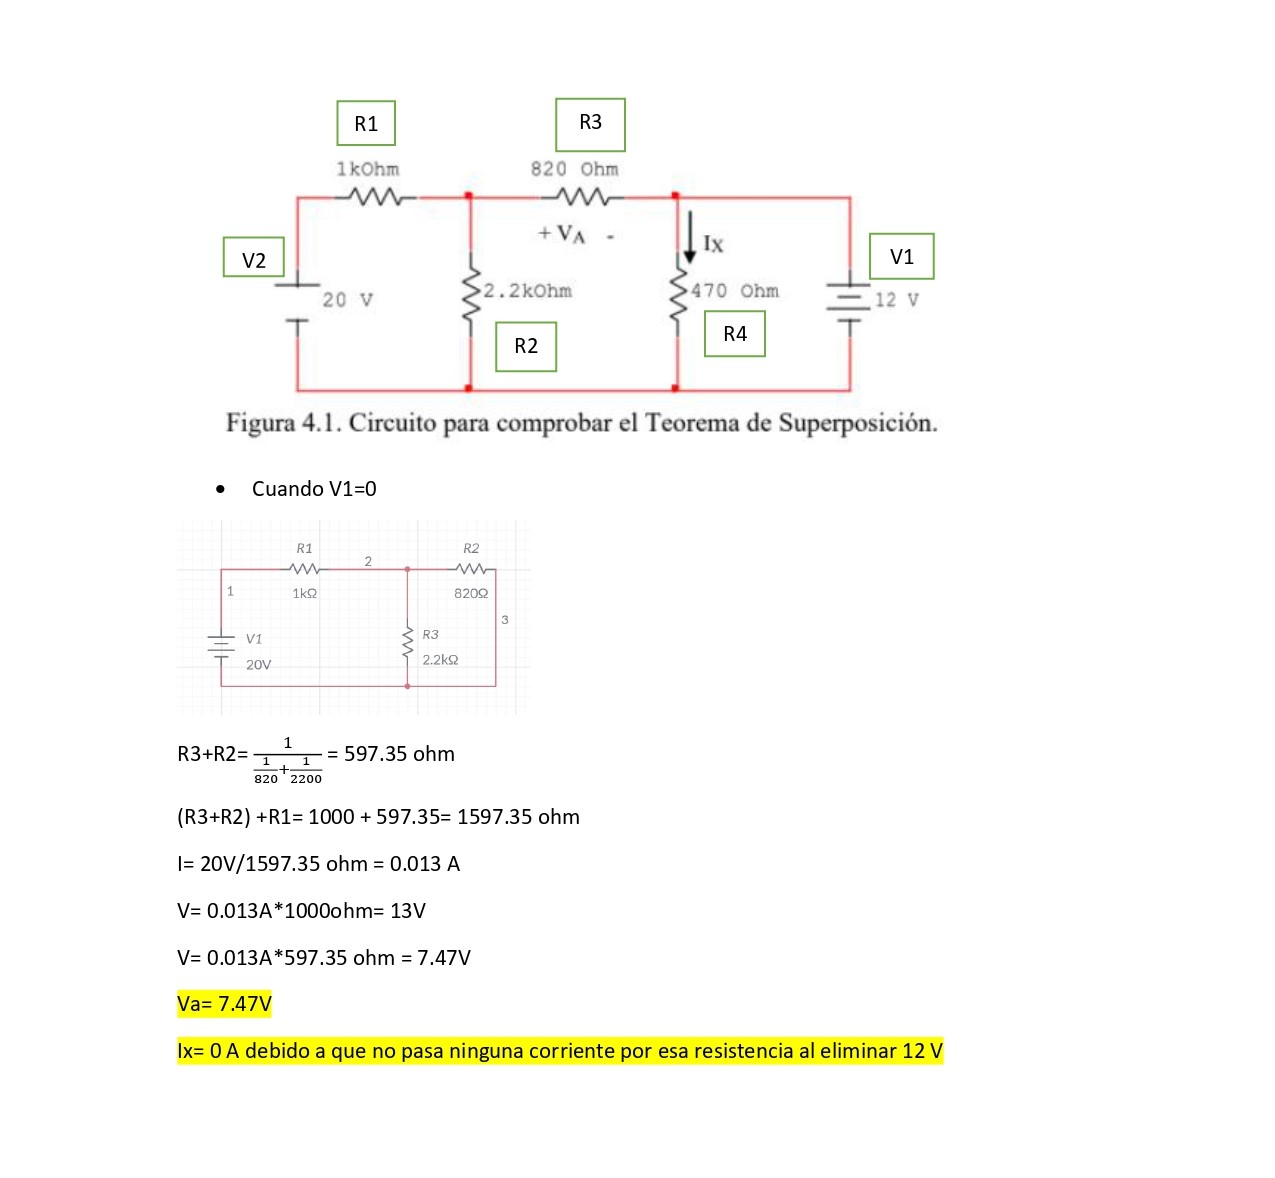 R1
R3
1kOhm
820 Ohm
+ VA -
Ix
V2
V1
20 V
2.2kOhm
470 Ohm
12 V
R2
R4
Figura 4.1. Circuito para comprobar el Teorema de Superposición.
• Cuando V1=0
R1
2
R2
1
1kΩ
820Ω
3
V1
R3
20V
2.2kΩ
R3+R2= 1 / (1/820 + 1/2200) = 597.35 ohm
(R3+R2) +R1= 1000 + 597.35= 1597.35 ohm
I= 20V/1597.35 ohm = 0.013 A
V= 0.013A*1000ohm= 13V
V= 0.013A*597.35 ohm = 7.47V
Va= 7.47V
Ix= 0 A debido a que no pasa ninguna corriente por esa resistencia al eliminar 12 V